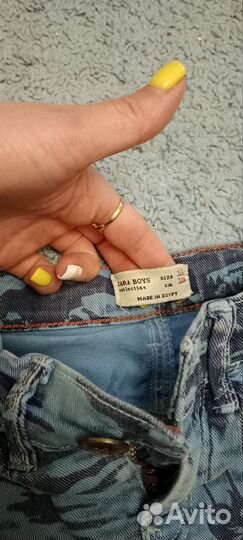 ZARA BOYS SIZE
collection CM
MADE IN EGYPT
Avito